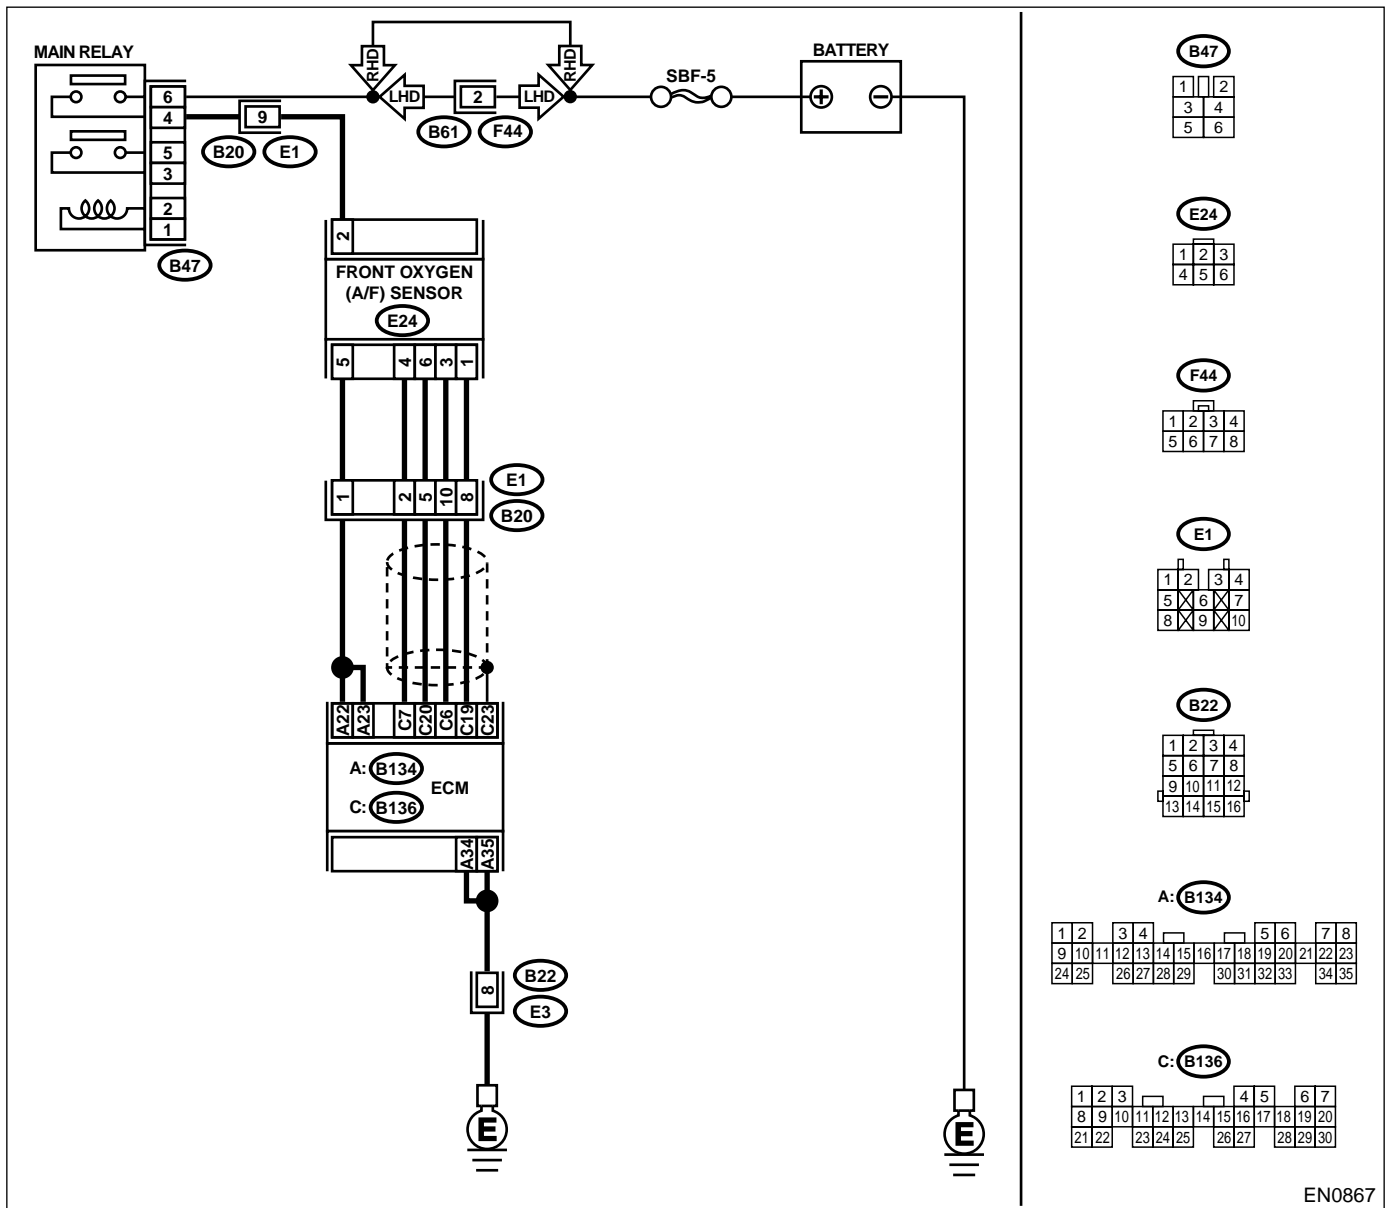 MAIN RELAY
RHD
RHD
BATTERY
SBF-5
LHD
2
LHD
B61
F44
6
4
5
3
2
1
B47
9
B20
E1
2
FRONT OXYGEN
(A/F) SENSOR
E24
5 4 6 3 1
E1
B20
1 2 5 10 8
A22 A23 C7 C20 C6 C19 C23
A: B134
ECM
C: B136
A34 A35
8
B22
E3
E
E
B47
1 2
3 4
5 6
E24
1 2 3
4 5 6
F44
1 2 3 4
5 6 7 8
E1
1 2 3 4
5 6 7
8 9 10
B22
1 2 3 4
5 6 7 8
9 10 11 12
13 14 15 16
A: B134
1 2 3 4 5 6 7 8
9 10 11 12 13 14 15 16 17 18 19 20 21 22 23
24 25 26 27 28 29 30 31 32 33 34 35
C: B136
1 2 3 4 5 6 7
8 9 10 11 12 13 14 15 16 17 18 19 20
21 22 23 24 25 26 27 28 29 30
EN0867